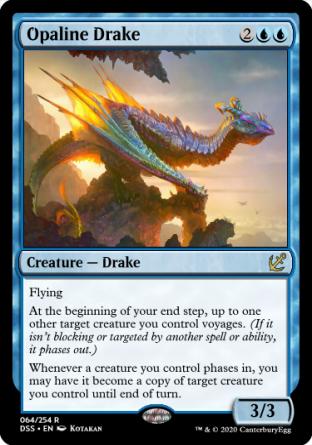 Opaline Drake 2
Creature — Drake
Flying
At the beginning of your end step, up to one
other target creature you control voyages. (If it
isn't blocking or targeted by another spell or ability,
it phases out.)
Whenever a creature you control phases in, you
may have it become a copy of target creature
you control until end of turn.
3/3
064/254 R
DSS • EN KOTAKAN
™ & © 2020 CanterburyEgg